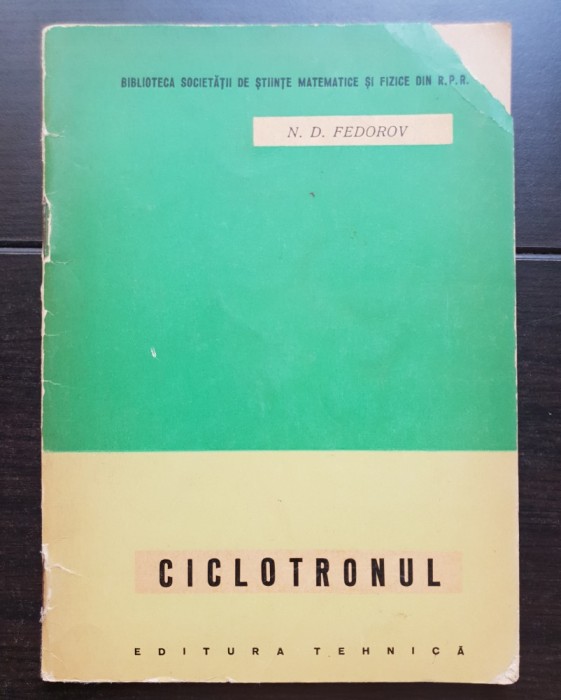 BIBLIOTECA SOCIETĂȚII DE ȘTIINȚE MATEMATICE ȘI FIZICE DIN R.P.R.
N. D. FEDOROV
CICLOTRONUL
EDITURA TEHNICĂ